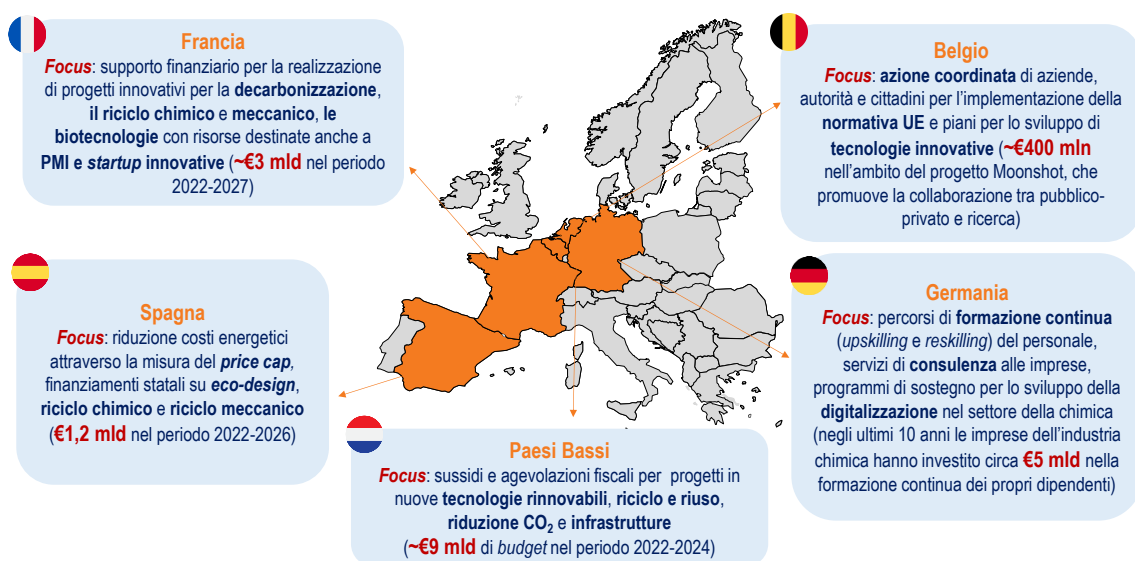 Francia
Focus: supporto finanziario per la realizzazione
di progetti innovativi per la decarbonizzazione,
il riciclo chimico e meccanico, le
biotecnologie con risorse destinate anche a
PMI e startup innovative (~€3 mld nel periodo
2022-2027)
Belgio
Focus: azione coordinata di aziende,
autorità e cittadini per l'implementazione della
normativa UE e piani per lo sviluppo di
tecnologie innovative (~€400 mln
nell'ambito del progetto Moonshot, che
promuove la collaborazione tra pubblico-
privato e ricerca)
Spagna
Focus: riduzione costi energetici
attraverso la misura del price cap,
finanziamenti statali su eco-design,
riciclo chimico e riciclo meccanico
(€1,2 mld nel periodo 2022-2026)
Germania
Focus: percorsi di formazione continua
(upskilling e reskilling) del personale,
servizi di consulenza alle imprese,
programmi di sostegno per lo sviluppo della
digitalizzazione nel settore della chimica
(negli ultimi 10 anni le imprese dell'industria
chimica hanno investito circa €5 mld nella
formazione continua dei propri dipendenti)
Paesi Bassi
Focus: sussidi e agevolazioni fiscali per progetti in
nuove tecnologie rinnovabili, riciclo e riuso,
riduzione CO₂ e infrastrutture
(~€9 mld di budget nel periodo 2022-2024)